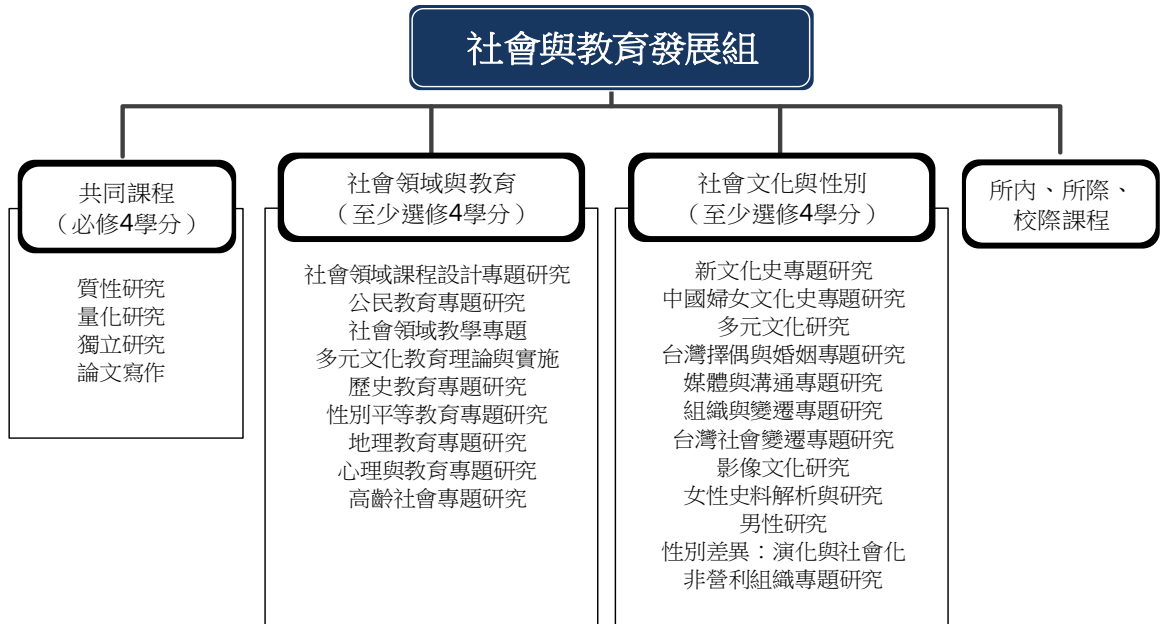 社會與教育發展組
共同課程
（必修4學分）
質性研究
量化研究
獨立研究
論文寫作
社會領域與教育
（至少選修4學分）
社會領域課程設計專題研究
公民教育專題研究
社會領域教學專題
多元文化教育理論與實施
歷史教育專題研究
性別平等教育專題研究
地理教育專題研究
心理與教育專題研究
高齡社會專題研究
社會文化與性別
（至少選修4學分）
新文化史專題研究
中國婦女文化史專題研究
多元文化研究
台灣擇偶與婚姻專題研究
媒體與溝通專題研究
組織與變遷專題研究
台灣社會變遷專題研究
影像文化研究
女性史料解析與研究
男性研究
性別差異：演化與社會化
非營利組織專題研究
所內、所際、
校際課程